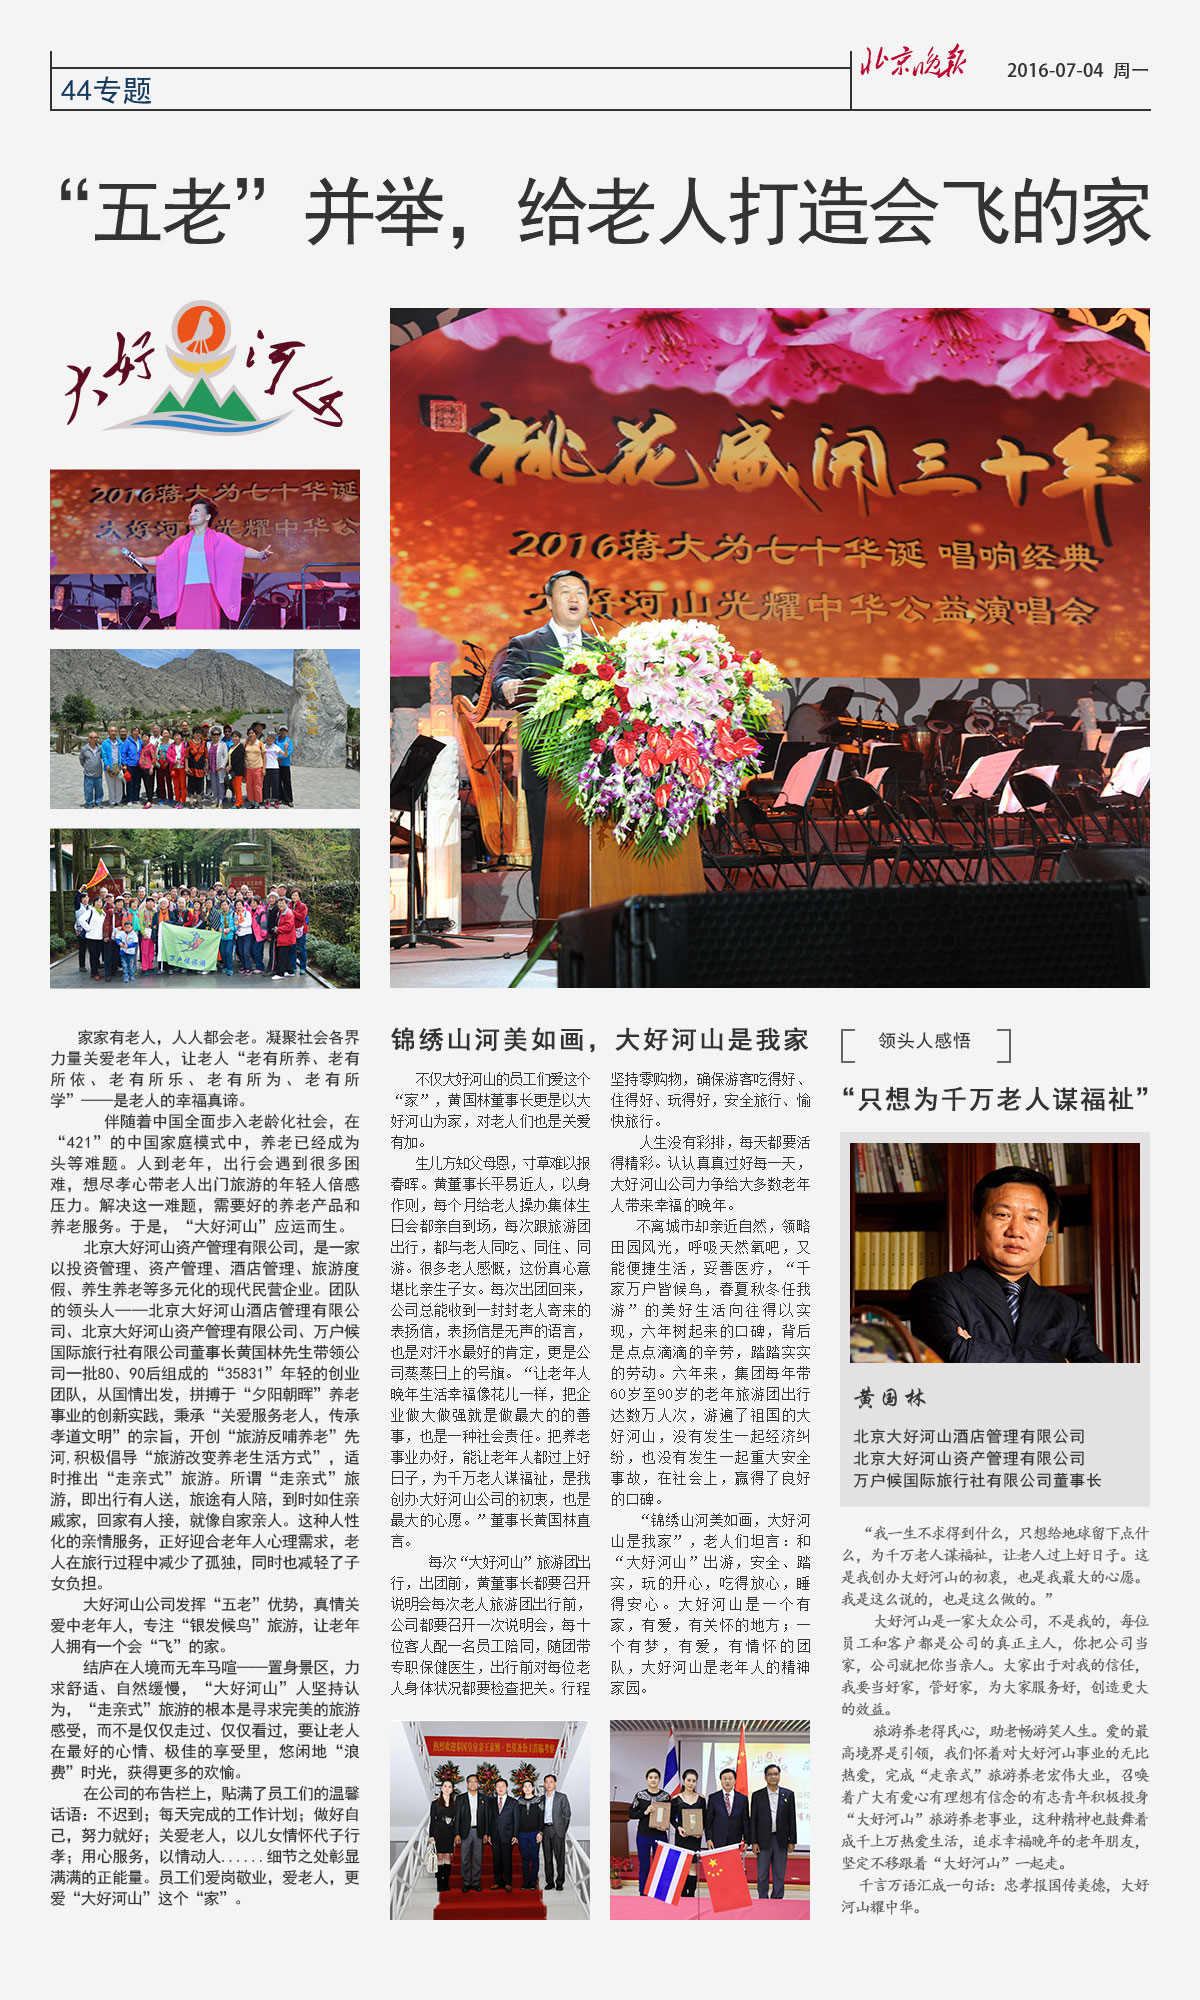 44专题
北京晚报
2016-07-04 周一
“五老”并举，给老人打造会飞的家
大好河山
桃花盛开三十年
2016蒋大为七十华诞 唱响经典
大好河山光耀中华公益演唱会
2016蒋大为七十华诞
大好河山光耀中华公
家家有老人，人人都会老。凝聚社会各界
力量关爱老年人，让老人“老有所养、老有
所依、老有所乐、老有所为、老有所
学”——是老人的幸福真谛。
伴随着中国全面步入老龄化社会，在
“421”的中国家庭模式中，养老已经成为
头等难题。人到老年，出行会遇到很多困
难，想尽孝心带老人出门旅游的年轻人倍感
压力。解决这一难题，需要好的养老产品和
养老服务。于是，“大好河山”应运而生。
北京大好河山资产管理有限公司，是一家
以投资管理、资产管理、酒店管理、旅游度
假、养生养老等多元化的现代民营企业。团队
的领头人——北京大好河山酒店管理有限公
司、北京大好河山资产管理有限公司、万户候
国际旅行社有限公司董事长黄国林先生带领公
司一批80、90后组成的“35831”年轻的创业
团队，从国情出发，拼搏于“夕阳朝晖”养老
事业的创新实践，秉承“关爱服务老人，传承
孝道文明”的宗旨，开创“旅游反哺养老”先
河,积极倡导“旅游改变养老生活方式”，适
时推出“走亲式”旅游。所谓“走亲式”旅
游，即出行有人送，旅途有人陪，到时如住亲
戚家，回家有人接，就像自家亲人。这种人性
化的亲情服务，正好迎合老年人心理需求，老
人在旅行过程中减少了孤独，同时也减轻了子
女负担。
大好河山公司发挥“五老”优势，真情关
爱中老年人，专注“银发候鸟”旅游，让老年
人拥有一个会“飞”的家。
结庐在人境而无车马喧——置身景区，力
求舒适、自然缓慢，“大好河山”人坚持认
为，“走亲式”旅游的根本是寻求完美的旅游
感受，而不是仅仅走过、仅仅看过，要让老人
在最好的心情、极佳的享受里，悠闲地“浪
费”时光，获得更多的欢愉。
在公司的布告栏上，贴满了员工们的温馨
话语：不迟到；每天完成的工作计划；做好自
己，努力就好；关爱老人，以儿女情怀代子行
孝；用心服务，以情动人......细节之处彰显
满满的正能量。员工们爱岗敬业，爱老人，更
爱“大好河山”这个“家”。
锦绣山河美如画，大好河山是我家
不仅大好河山的员工们爱这个
“家”，黄国林董事长更是以大
好河山为家，对老人们也是关爱
有加。
生儿方知父母恩，寸草难以报
春晖。黄董事长平易近人，以身
作则，每个月给老人操办集体生
日会都亲自到场，每次跟旅游团
出行，都与老人同吃、同住、同
游。很多老人感慨，这份真心意
堪比亲生子女。每次出团回来，
公司总能收到一封封老人寄来的
表扬信，表扬信是无声的语言，
也是对汗水最好的肯定，更是公
司蒸蒸日上的号旗。“让老年人
晚年生活幸福像花儿一样，把企
业做大做强就是做最大的的善
事，也是一种社会责任。把养老
事业办好，能让老年人都过上好
日子，为千万老人谋福祉，是我
创办大好河山公司的初衷，也是
最大的心愿。”董事长黄国林直
言。
每次“大好河山”旅游团出
行，出团前，黄董事长都要召开
说明会每次老人旅游团出行前，
公司都要召开一次说明会，每十
位客人配一名员工陪同，随团带
专职保健医生，出行前对每位老
人身体状况都要检查把关。行程
坚持零购物，确保游客吃得好、
住得好、玩得好，安全旅行、愉
快旅行。
人生没有彩排，每天都要活
得精彩。认认真真过好每一天，
大好河山公司力争给大多数老年
人带来幸福的晚年。
不离城市却亲近自然，领略
田园风光，呼吸天然氧吧，又
能便捷生活，妥善医疗，“千
家万户皆候鸟，春夏秋冬任我
游”的美好生活向往得以实
现，六年树起来的口碑，背后
是点点滴滴的辛劳，踏踏实实
的劳动。六年来，集团每年带
60岁至90岁的老年旅游团出行
达数万人次，游遍了祖国的大
好河山，没有发生一起经济纠
纷，也没有发生一起重大安全
事故，在社会上，赢得了良好
的口碑。
“锦绣河山美如画，大好河
山是我家”，老人们坦言：和
“大好河山”出游，安全、踏
实，玩的开心，吃得放心，睡
得安心。大好河山是一个有
家，有爱，有关怀的地方；一
个有梦，有爱，有情怀的团
队，大好河山是老年人的精神
家园。
领头人感悟
“只想为千万老人谋福祉”
黄国林
北京大好河山酒店管理有限公司
北京大好河山资产管理有限公司
万户候国际旅行社有限公司董事长
“我一生不求得到什么，只想给地球留下点什
么，为千万老人谋福祉，让老人过上好日子。这
是我创办大好河山的初衷，也是我最大的心愿。
我是这么说的，也是这么做的。”
大好河山是一家大众公司，不是我的，每位
员工和客户都是公司的真正主人，你把公司当
家，公司就把你当亲人。大家出于对我的信任，
我要当好家，管好家，为大家服务好，创造更大
的效益。
旅游养老得民心，助老畅游笑人生。爱的最
高境界是引领，我们怀着对大好河山事业的无比
热爱，完成“走亲式”旅游养老宏伟大业，召唤
着广大有爱心有理想有信念的有志青年积极投身
“大好河山”旅游养老事业，这种精神也鼓舞着
成千上万热爱生活，追求幸福晚年的老年朋友，
坚定不移跟着“大好河山”一起走。
千言万语汇成一句话：忠孝报国传美德，大好
河山耀中华。